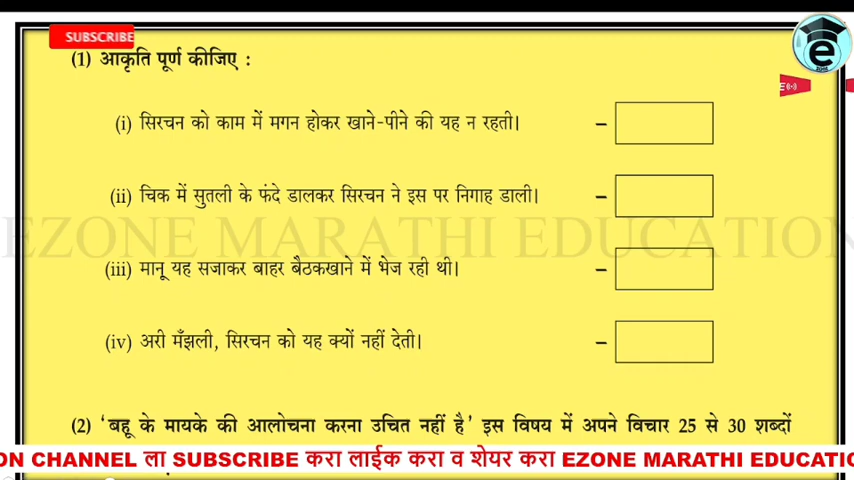 SUBSCRIBE
(1) आकृति पूर्ण कीजिए :
(i) सिरचन को काम में मगन होकर खाने-पीने की यह न रहती। –
(ii) चिक में सुतली के फंदे डालकर सिरचन ने इस पर निगाह डाली। –
EZONE MARATHI EDUCATION
(iii) मानू यह सजाकर बाहर बैठकखाने में भेज रही थी। –
(iv) अरी मँझली, सिरचन को यह क्यों नहीं देती। –
(2) ‘बहू के मायके की आलोचना करना उचित नहीं है’ इस विषय में अपने विचार 25 से 30 शब्दों
ON CHANNEL ला SUBSCRIBE करा लाईक करा व शेयर करा EZONE MARATHI EDUCATIO